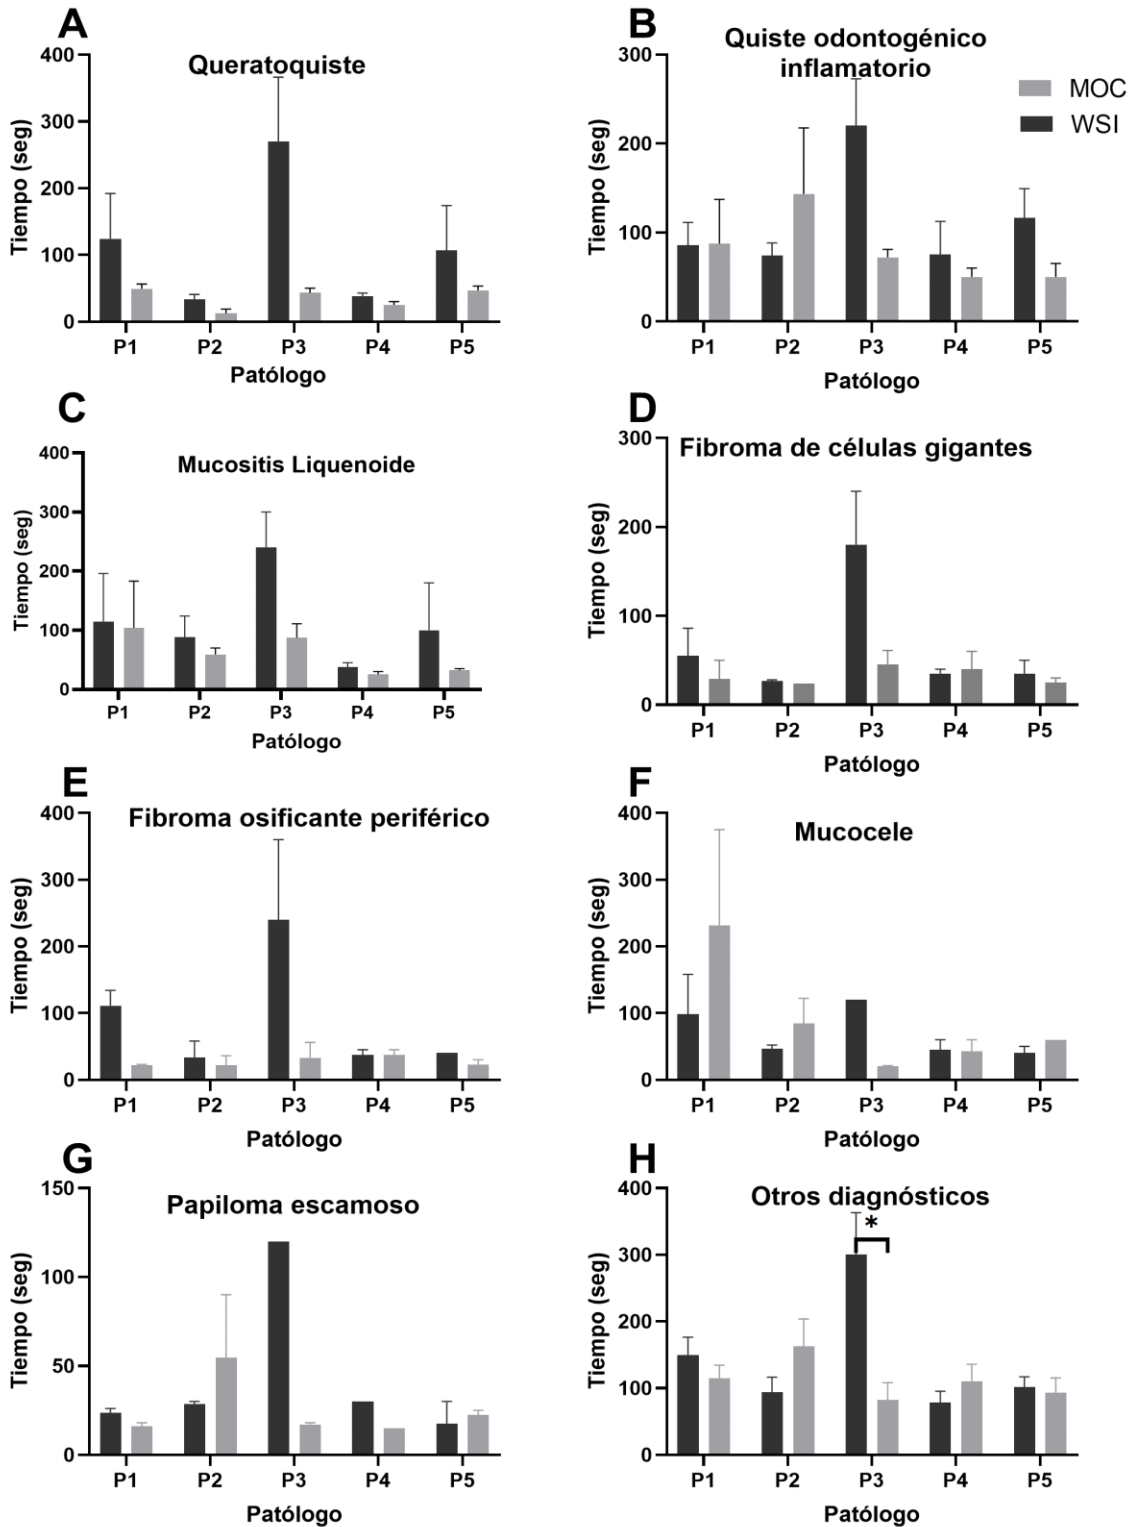 A
Queratoquiste
Tiempo (seg)
400
300
200
100
0
P1 P2 P3 P4 P5
Patólogo
B
Quiste odontogénico
inflamatorio
MOC
WSI
Tiempo (seg)
300
200
100
0
P1 P2 P3 P4 P5
Patólogo
C
Mucositis Liquenoide
Tiempo (seg)
400
300
200
100
0
P1 P2 P3 P4 P5
Patólogo
D
Fibroma de células gigantes
Tiempo (seg)
300
200
100
0
P1 P2 P3 P4 P5
Patólogo
E
Fibroma osificante periférico
Tiempo (seg)
400
300
200
100
0
P1 P2 P3 P4 P5
Patólogo
F
Mucocele
Tiempo (seg)
400
300
200
100
0
P1 P2 P3 P4 P5
Patólogo
G
Papiloma escamoso
Tiempo (seg)
150
100
50
0
P1 P2 P3 P4 P5
Patólogo
H
Otros diagnósticos
*
Tiempo (seg)
400
300
200
100
0
P1 P2 P3 P4 P5
Patólogo